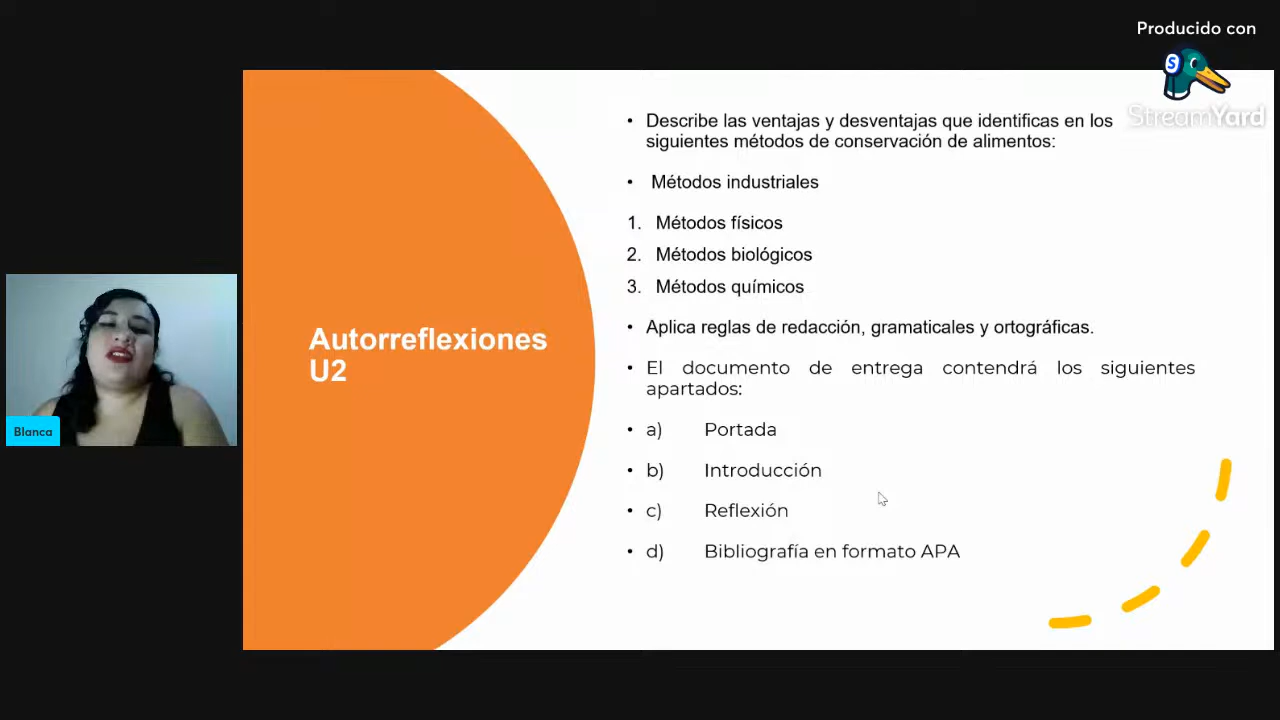 Producido con
StreamYard
• Describe las ventajas y desventajas que identificas en los
siguientes métodos de conservación de alimentos:
• Métodos industriales
1. Métodos físicos
2. Métodos biológicos
3. Métodos químicos
Autorreflexiones
U2
• Aplica reglas de redacción, gramaticales y ortográficas.
• El documento de entrega contendrá los siguientes
apartados:
• a) Portada
• b) Introducción
• c) Reflexión
• d) Bibliografía en formato APA
Blanca